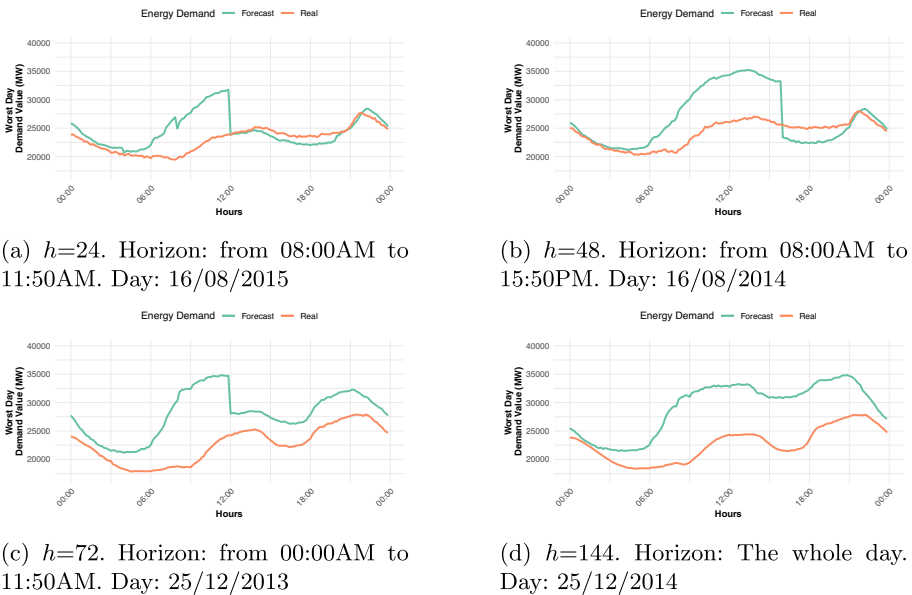 Energy Demand Forecast Real
Worst Day
Demand Value (MW)
40000
35000
30000
25000
20000
00:00 06:00 12:00 18:00 00:00
Hours
(a) h=24. Horizon: from 08:00AM to
11:50AM. Day: 16/08/2015
Energy Demand Forecast Real
Worst Day
Demand Value (MW)
40000
35000
30000
25000
20000
00:00 06:00 12:00 18:00 00:00
Hours
(b) h=48. Horizon: from 08:00AM to
15:50PM. Day: 16/08/2014
Energy Demand Forecast Real
Worst Day
Demand Value (MW)
40000
35000
30000
25000
20000
00:00 06:00 12:00 18:00 00:00
Hours
(c) h=72. Horizon: from 00:00AM to
11:50AM. Day: 25/12/2013
Energy Demand Forecast Real
Worst Day
Demand Value (MW)
40000
35000
30000
25000
20000
00:00 06:00 12:00 18:00 00:00
Hours
(d) h=144. Horizon: The whole day.
Day: 25/12/2014